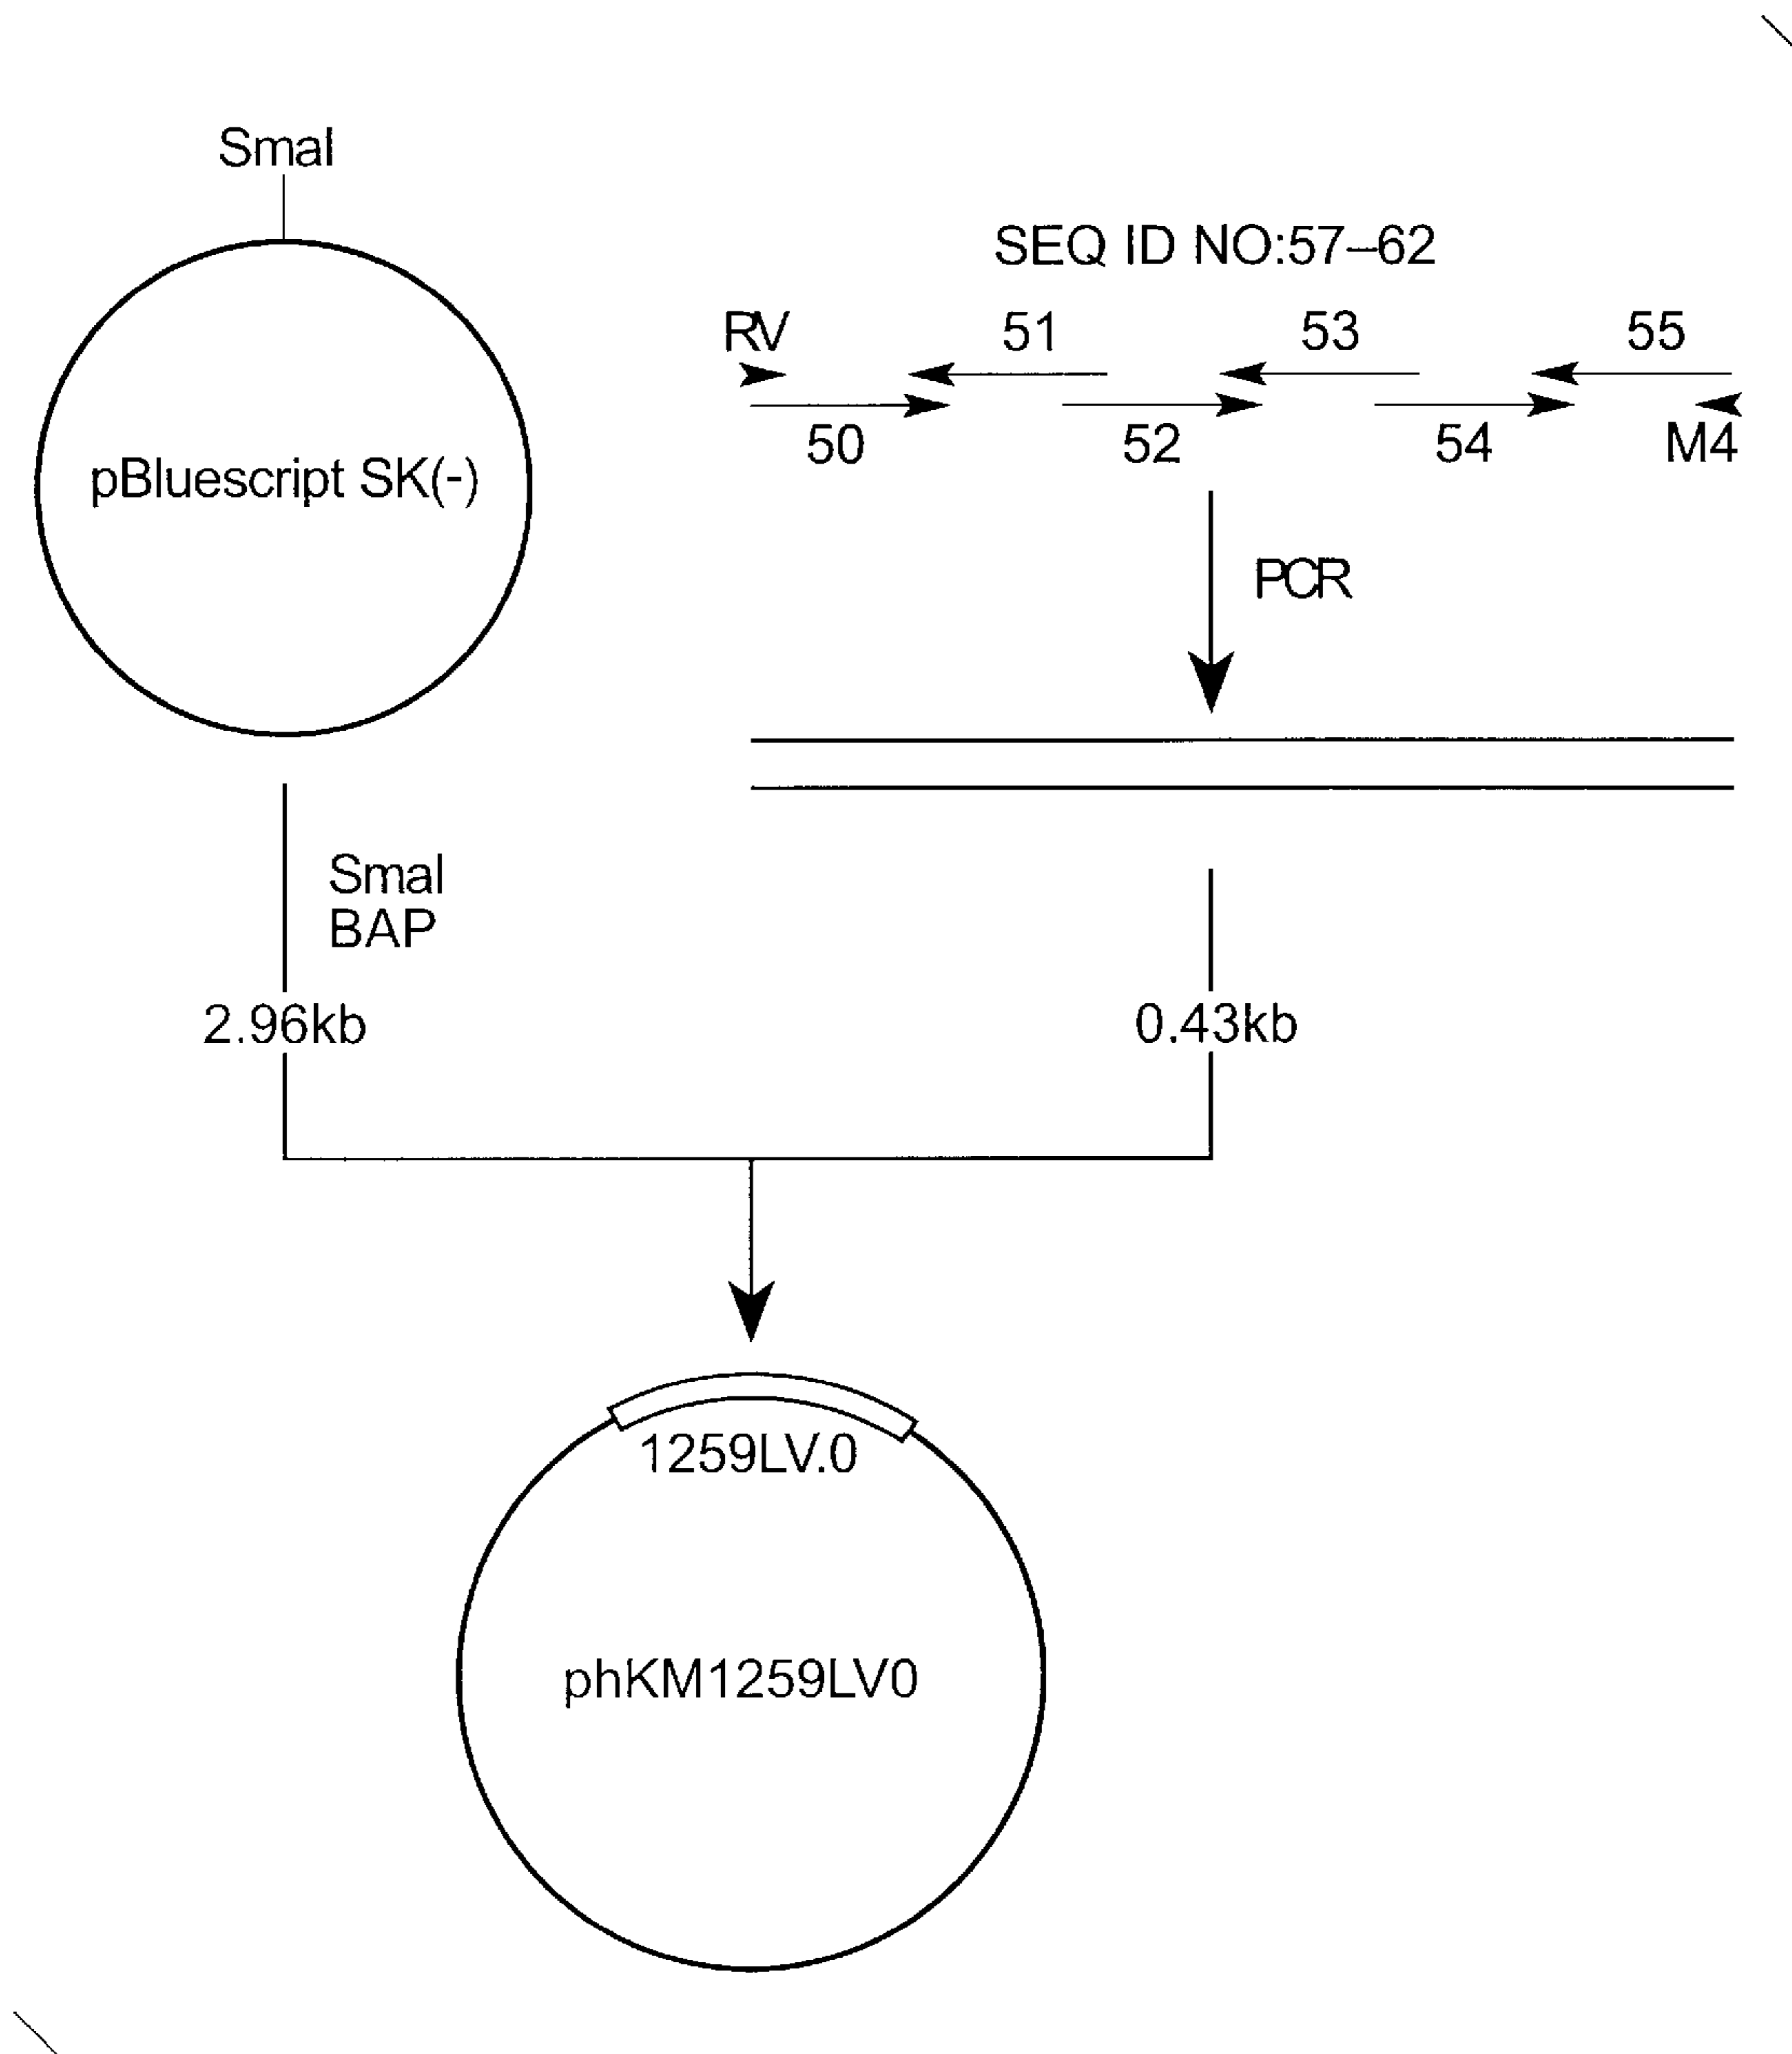 SmaI
SEQ ID NO:57–62
RV 51 53 55
50 52 54 M4
pBluescript SK(-)
PCR
SmaI
BAP
2.96kb 0.43kb
1259LV.0
phKM1259LV0